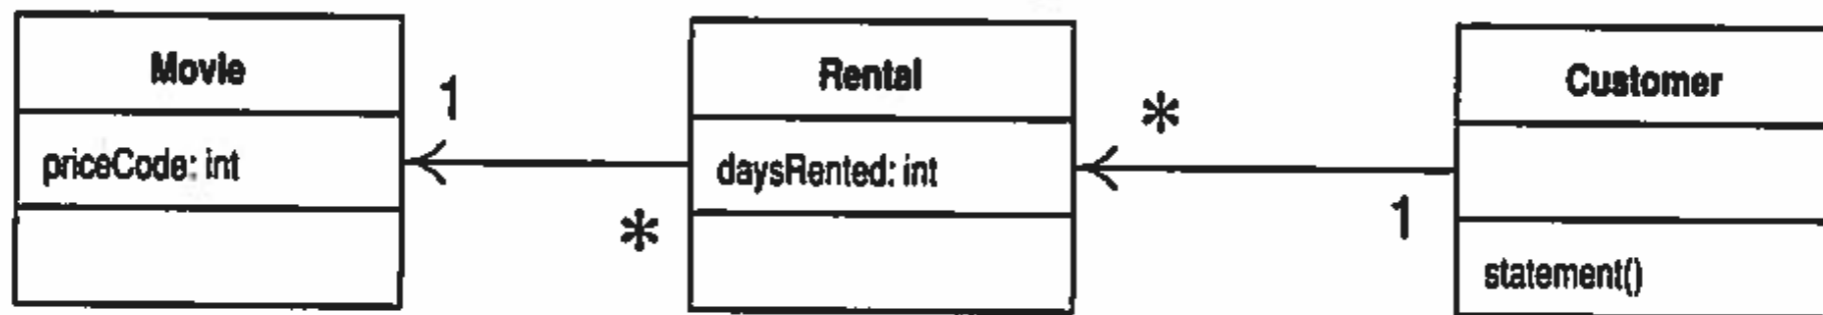 Movie
priceCode: int
1
*
Rental
daysRented: int
*
1
Customer
statement()